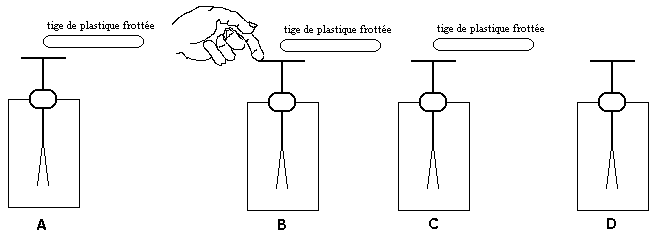 tige de plastique frottée
tige de plastique frottée
tige de plastique frottée
A
B
C
D